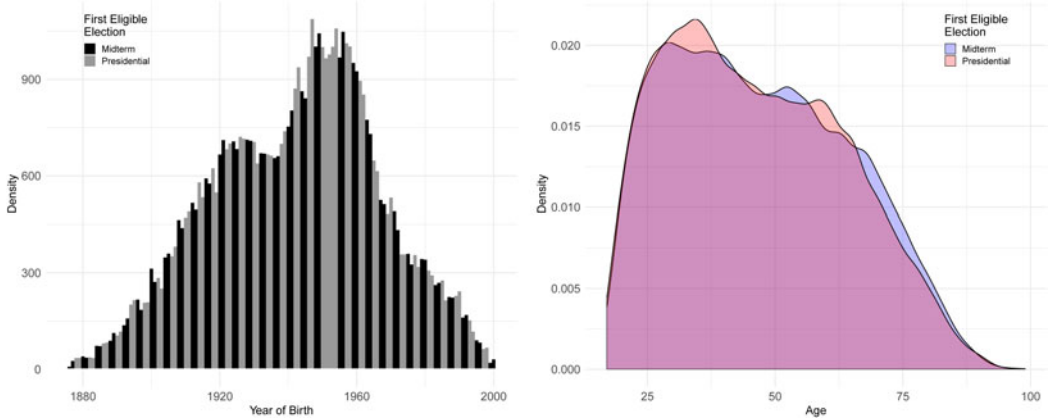 First Eligible
Election
Midterm
Presidential
900
600
300
0
Density
1880
1920
1960
2000
Year of Birth
First Eligible
Election
Midterm
Presidential
0.020
0.015
0.010
0.005
0.000
Density
25
50
75
100
Age